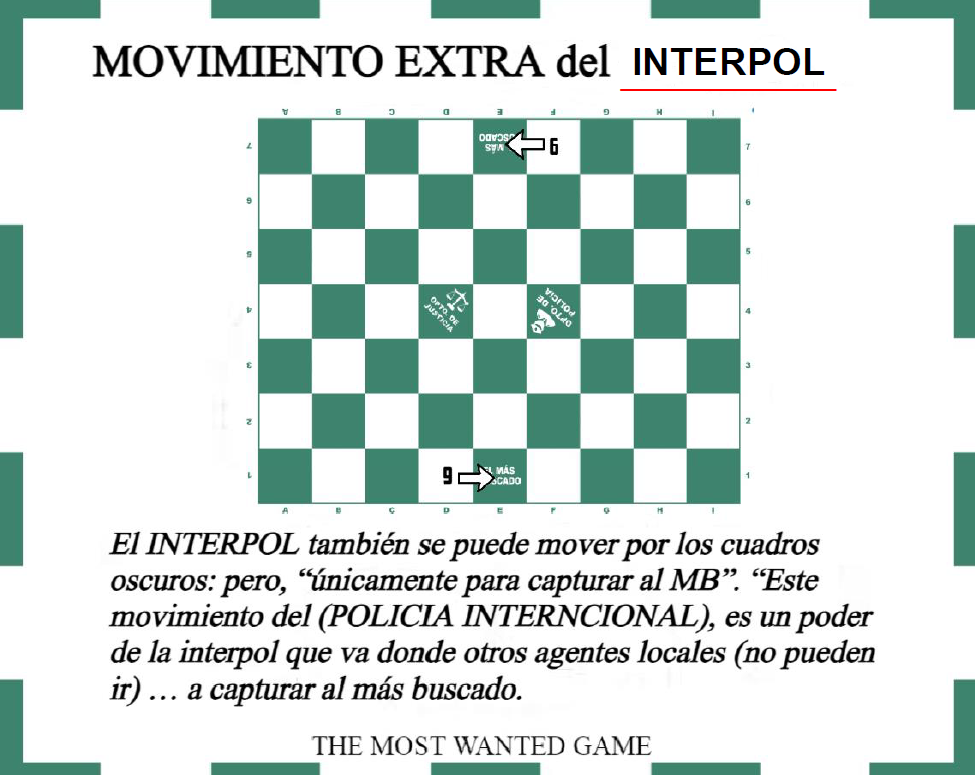 MOVIMIENTO EXTRA del INTERPOL
A B C D E F G H I
BUSCADO
MÁS
7 6 7
6 6
5 5
DPTO. DE
JUSTICIA
DPTO. DE
POLICIA
4 4
3 3
2 2
EL MÁS
1 9 SCADO 1
A B C D E F G H I
El INTERPOL también se puede mover por los cuadros
oscuros: pero, “únicamente para capturar al MB”. “Este
movimiento del (POLICIA INTERNCIONAL), es un poder
de la interpol que va donde otros agentes locales (no pueden
ir) … a capturar al más buscado.
THE MOST WANTED GAME